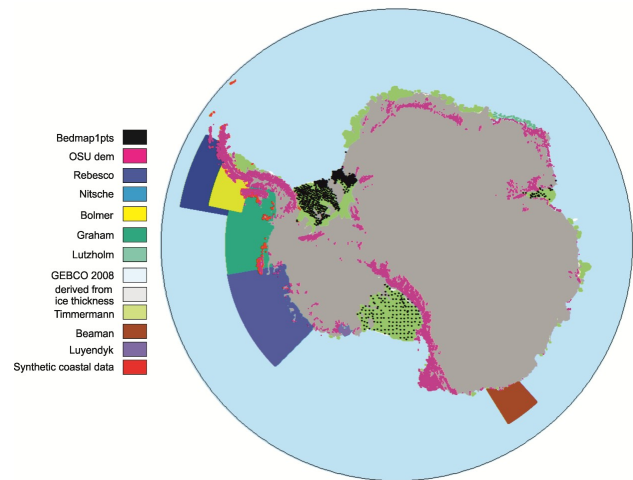 Bedmap1pts
OSU dem
Rebesco
Nitsche
Bolmer
Graham
Lutzholm
GEBCO 2008
derived from
ice thickness
Timmermann
Beaman
Luyendyk
Synthetic coastal data